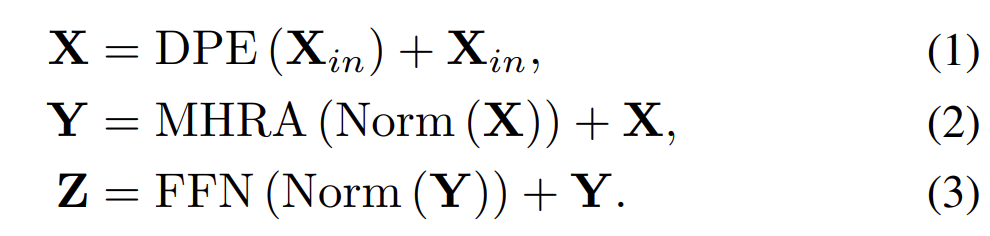 X = DPE (X_in) + X_in, (1)
Y = MHRA (Norm (X)) + X, (2)
Z = FFN (Norm (Y)) + Y. (3)